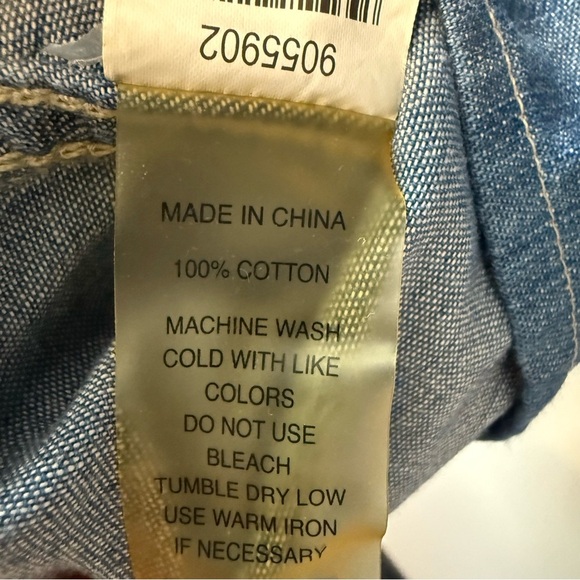 9055902
MADE IN CHINA
100% COTTON
MACHINE WASH
COLD WITH LIKE
COLORS
DO NOT USE
BLEACH
TUMBLE DRY LOW
USE WARM IRON
IF NECESSARY